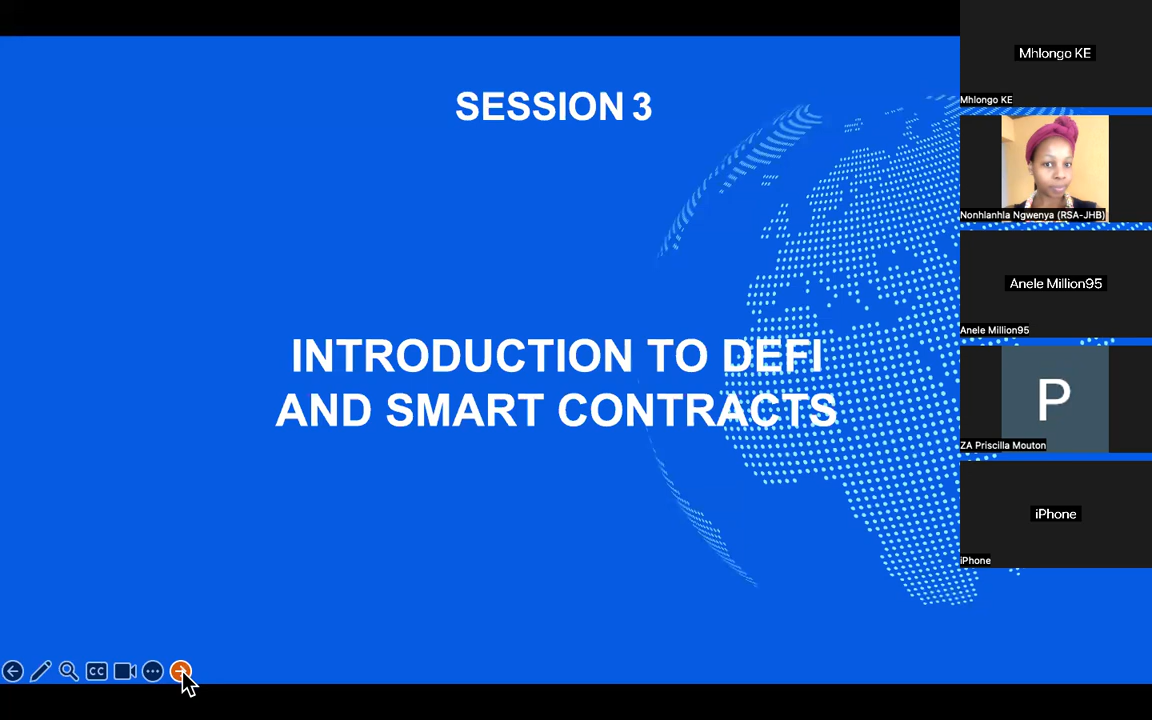 SESSION 3
INTRODUCTION TO DEFI
AND SMART CONTRACTS
CC
Mhlongo KE
Mhlongo KE
Nonhlanhla Ngwenya (RSA-JHB)
Anele Million95
Anele Million95
P
ZA Priscilla Mouton
iPhone
iPhone